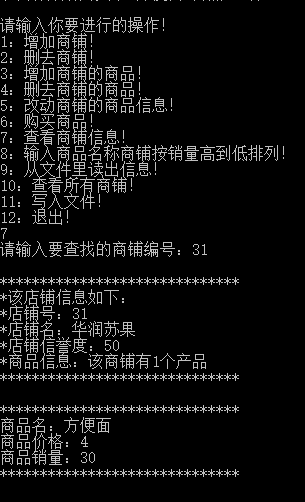 请输入你要进行的操作!
1: 增加商铺!
2: 删去商铺!
3: 增加商铺的商品!
4: 删去商铺的商品!
5: 改动商铺的商品信息!
6: 购买商品!
7: 查看商铺信息!
8: 输入商品名称商铺按销量高到低排列!
9: 从文件里读出信息!
10: 查看所有商铺!
11: 写入文件!
12: 退出!
7
请输入要查找的商铺编号: 31
******************************
*该店铺信息如下:
*店铺号: 31
*店铺名: 华润苏果
*店铺信誉度: 50
*商品信息: 该商铺有1个产品
******************************
******************************
商品名: 方便面
商品价格: 4
商品销量: 30
******************************